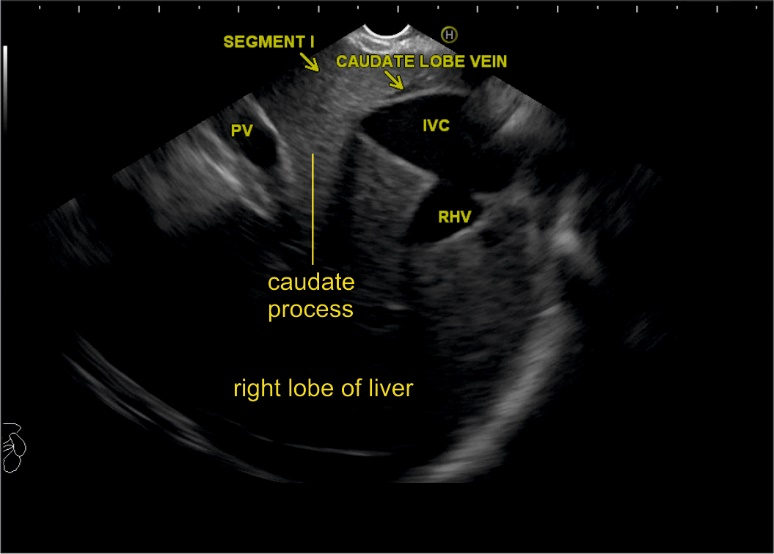 H
SEGMENT I
CAUDATE LOBE VEIN
PV
IVC
RHV
caudate
process
right lobe of liver